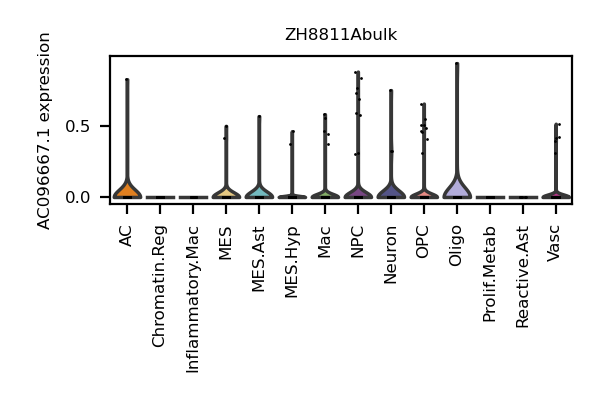 ZH8811Abulk
AC096667.1 expression
0.5
0.0
AC
Chromatin.Reg
Inflammatory.Mac
MES
MES.Ast
MES.Hyp
Mac
NPC
Neuron
OPC
Oligo
Prolif.Metab
Reactive.Ast
Vasc